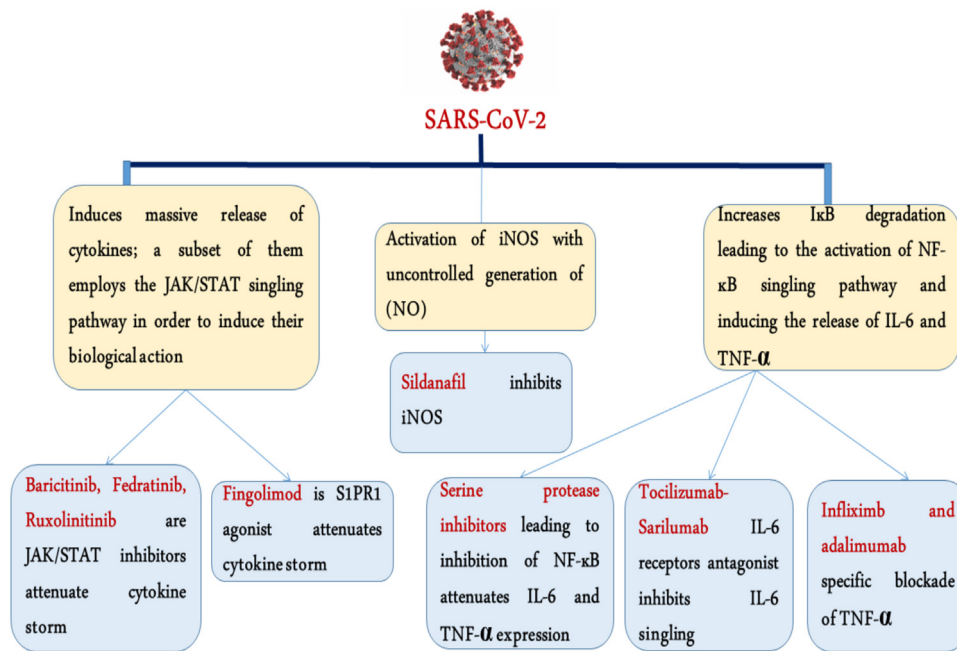 SARS-CoV-2
Induces massive release of
cytokines; a subset of them
employs the JAK/STAT singling
pathway in order to induce their
biological action
Activation of iNOS with
uncontrolled generation of
(NO)
Increases IκB degradation
leading to the activation of NF-
κB singling pathway and
inducing the release of IL-6 and
TNF-α
Sildanafil inhibits
iNOS
Baricitinib, Fedratinib,
Ruxolinitinib are
JAK/STAT inhibitors
attenuate cytokine
storm
Fingolimod is S1PR1
agonist attenuates
cytokine storm
Serine protease
inhibitors leading to
inhibition of NF-κB
attenuates IL-6 and
TNF-α expression
Tocilizumab-
Sarilumab IL-6
receptors antagonist
inhibits IL-6
singling
Infliximb and
adalimumab
specific blockade
of TNF-α